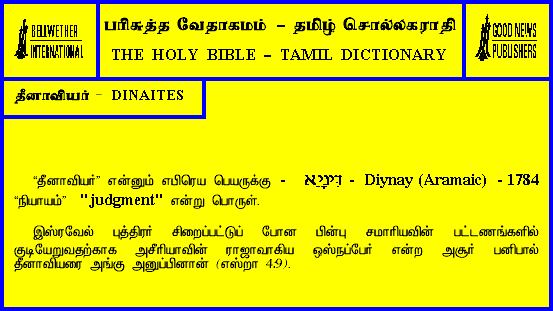 BELLWETHER
INTERNATIONAL
பரிசுத்த வேதாகமம் – தமிழ் சொல்லகராதி
THE HOLY BIBLE – TAMIL DICTIONARY
GOOD NEWS
PUBLISHERS
தீனாவியர் – DINAITES
“தீனாவியர்” என்னும் எபிரெய பெயருக்கு - דִּינָיֵא - Diynay (Aramaic) - 1784
“நியாயம்” "judgment" என்று பொருள்.
இஸ்ரவேல் புத்திரர் சிறைப்பட்டுப் போன பின்பு சமாரியவின் பட்டணங்களில்
குடியேறுவதற்காக அசீரியாவின் ராஜாவாகிய ஒஸ்நப்பேர் என்ற அசூர் பனிபால்
தீனாவியரை அங்கு அனுப்பினான் (எஸ்றா 4:9).